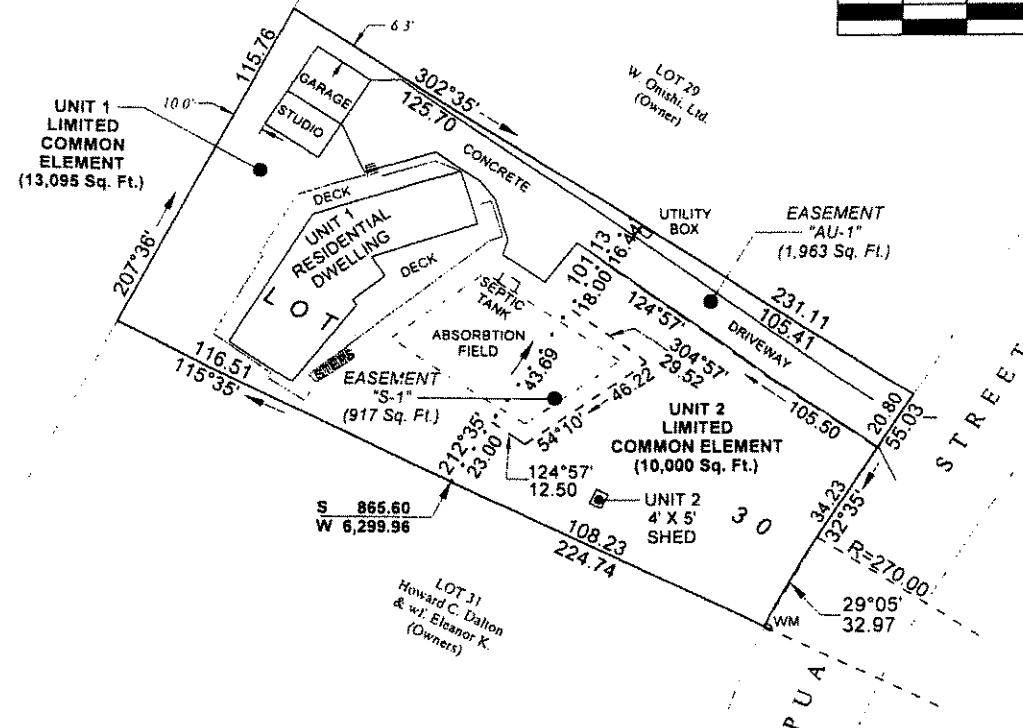 6.3'
115.76
302°35'
125.70
LOT 29
W. Onishi, Ltd.
(Owner)
GARAGE
STUDIO
10.0'
UNIT 1
LIMITED
COMMON
ELEMENT
(13,095 Sq. Ft.)
CONCRETE
DECK
UNIT 1
RESIDENTIAL
DWELLING
DECK
UTILITY
BOX
EASEMENT
"AU-1"
(1,963 Sq. Ft.)
207°36'
LOT
101.13
18.00
16.44
SEPTIC
TANK
ABSORBTION
FIELD
124°57'
231.11
105.41
DRIVEWAY
304°57'
29.52
STREET
116.51
115°35'
STEPS
43.69
EASEMENT
"S-1"
(917 Sq. Ft.)
46.22
54°10'
UNIT 2
LIMITED
COMMON ELEMENT
(10,000 Sq. Ft.)
105.50
20.80
55.03
212°35'
23.00
124°57'
12.50
UNIT 2
4' X 5'
SHED
30
34.23
32°35'
S 865.60
W 6,299.96
108.23
224.74
R=270.00
29°05'
32.97
LOT 31
Howard C. Dalton
& wf. Eleanor K.
(Owners)
WM
PUA